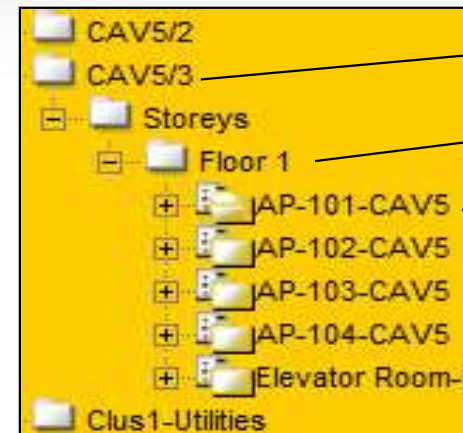 CAV5/2
CAV5/3
Storeys
Floor 1
AP-101-CAV5
AP-102-CAV5
AP-103-CAV5
AP-104-CAV5
Elevator Room-
Clus1-Utilities